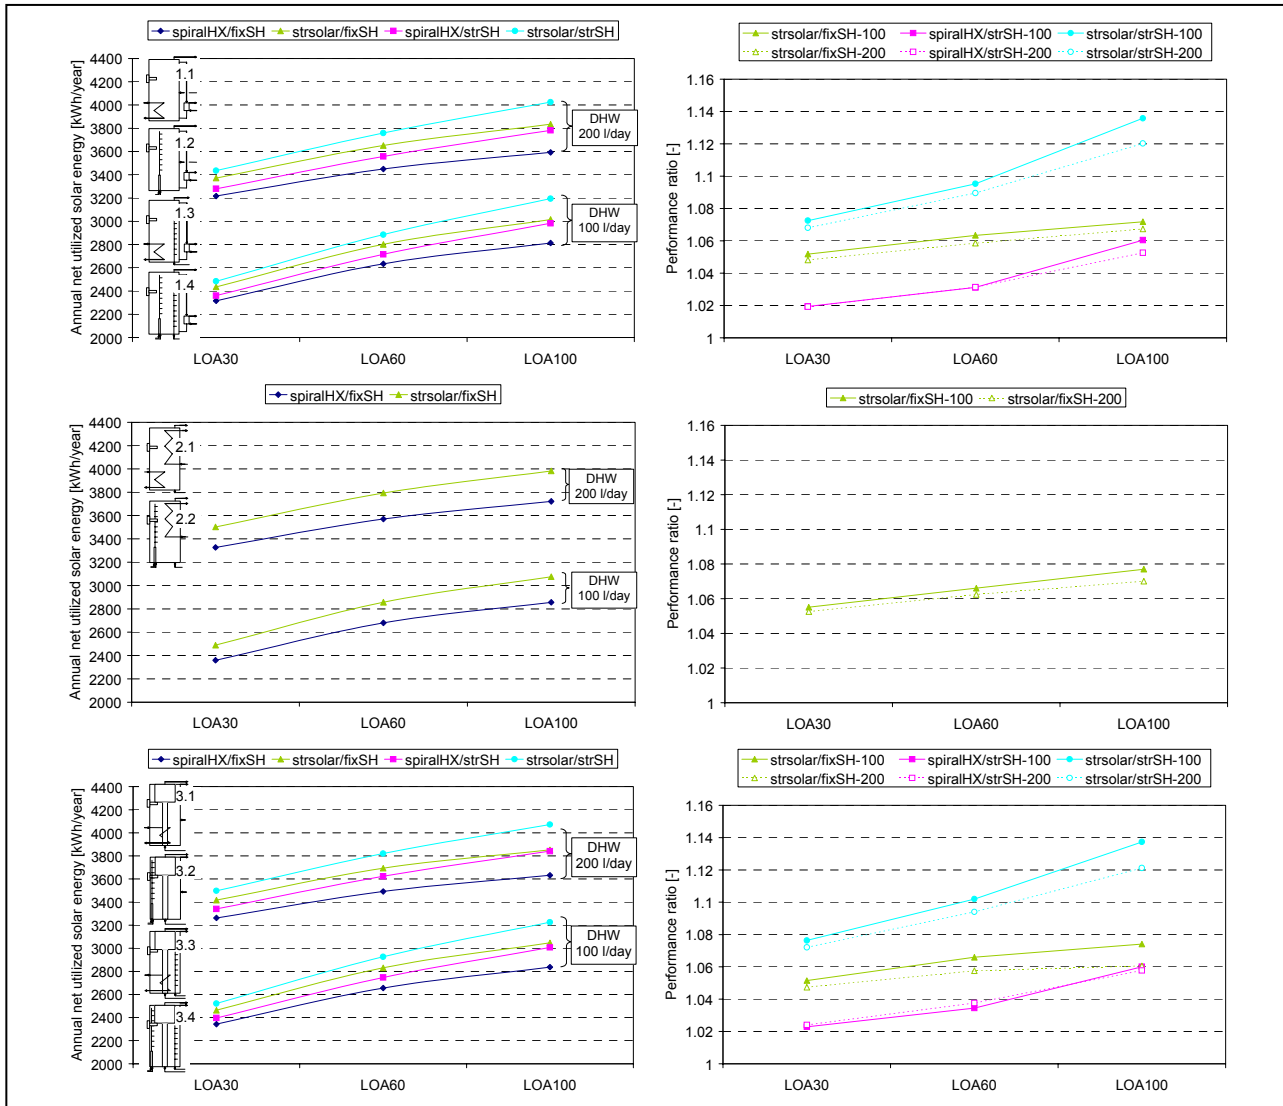 spiralHX/fixSH strsolar/fixSH spiralHX/strSH strsolar/strSH
Annual net utilized solar energy [kWh/year]
4400
4200
4000
3800
3600
3400
3200
3000
2800
2600
2400
2200
2000
1.1
1.2
1.3
1.4
DHW
200 l/day
DHW
100 l/day
LOA30 LOA60 LOA100
strsolar/fixSH-100 spiralHX/strSH-100 strsolar/strSH-100
strsolar/fixSH-200 spiralHX/strSH-200 strsolar/strSH-200
Performance ratio [-]
1.16
1.14
1.12
1.1
1.08
1.06
1.04
1.02
1
LOA30 LOA60 LOA100
spiralHX/fixSH strsolar/fixSH
Annual net utilized solar energy [kWh/year]
4400
4200
4000
3800
3600
3400
3200
3000
2800
2600
2400
2200
2000
2.1
2.2
DHW
200 l/day
DHW
100 l/day
LOA30 LOA60 LOA100
strsolar/fixSH-100 strsolar/fixSH-200
Performance ratio [-]
1.16
1.14
1.12
1.1
1.08
1.06
1.04
1.02
1
LOA30 LOA60 LOA100
spiralHX/fixSH strsolar/fixSH spiralHX/strSH strsolar/strSH
Annual net utilized solar energy [kWh/year]
4400
4200
4000
3800
3600
3400
3200
3000
2800
2600
2400
2200
2000
3.1
3.2
3.3
3.4
DHW
200 l/day
DHW
100 l/day
LOA30 LOA60 LOA100
strsolar/fixSH-100 spiralHX/strSH-100 strsolar/strSH-100
strsolar/fixSH-200 spiralHX/strSH-200 strsolar/strSH-200
Performance ratio [-]
1.16
1.14
1.12
1.1
1.08
1.06
1.04
1.02
1
LOA30 LOA60 LOA100